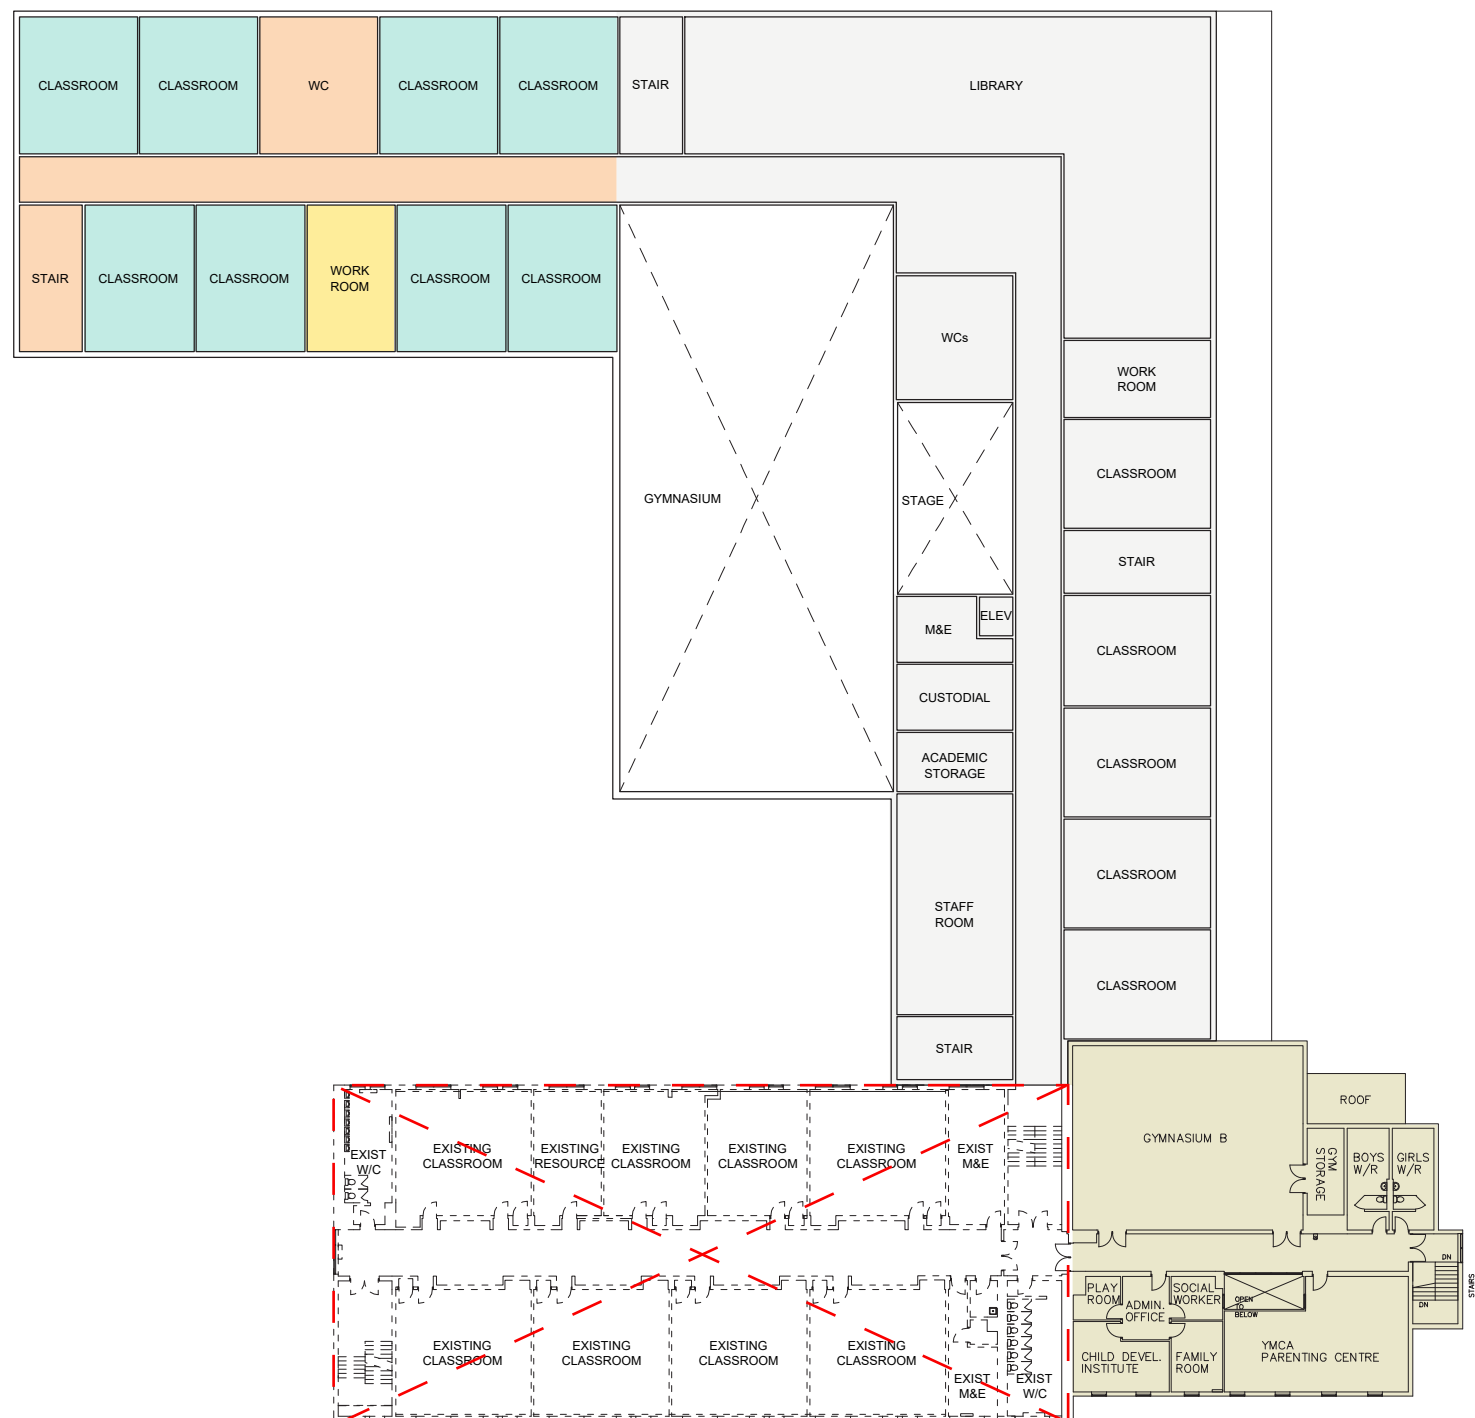 CLASSROOM
CLASSROOM
WC
CLASSROOM
CLASSROOM
STAIR
LIBRARY
STAIR
CLASSROOM
CLASSROOM
WORK
ROOM
CLASSROOM
CLASSROOM
WCs
WORK
ROOM
CLASSROOM
GYMNASIUM
STAGE
STAIR
ELEV
M&E
CLASSROOM
CUSTODIAL
ACADEMIC
STORAGE
CLASSROOM
CLASSROOM
STAFF
ROOM
CLASSROOM
STAIR
ROOF
GYMNASIUM B
GYM
STORAGE
BOYS
W/R
GIRLS
W/R
EXIST
W/C
EXISTING
CLASSROOM
EXISTING
RESOURCE
EXISTING
CLASSROOM
EXISTING
CLASSROOM
EXISTING
CLASSROOM
EXIST
M&E
DN
STAIRS
DN
PLAY
ROOM
ADMIN.
OFFICE
SOCIAL
WORKER
OPEN
TO
BELOW
CHILD DEVEL.
INSTITUTE
FAMILY
ROOM
YMCA
PARENTING CENTRE
EXISTING
CLASSROOM
EXISTING
CLASSROOM
EXISTING
CLASSROOM
EXISTING
CLASSROOM
EXIST
M&E
EXIST
W/C